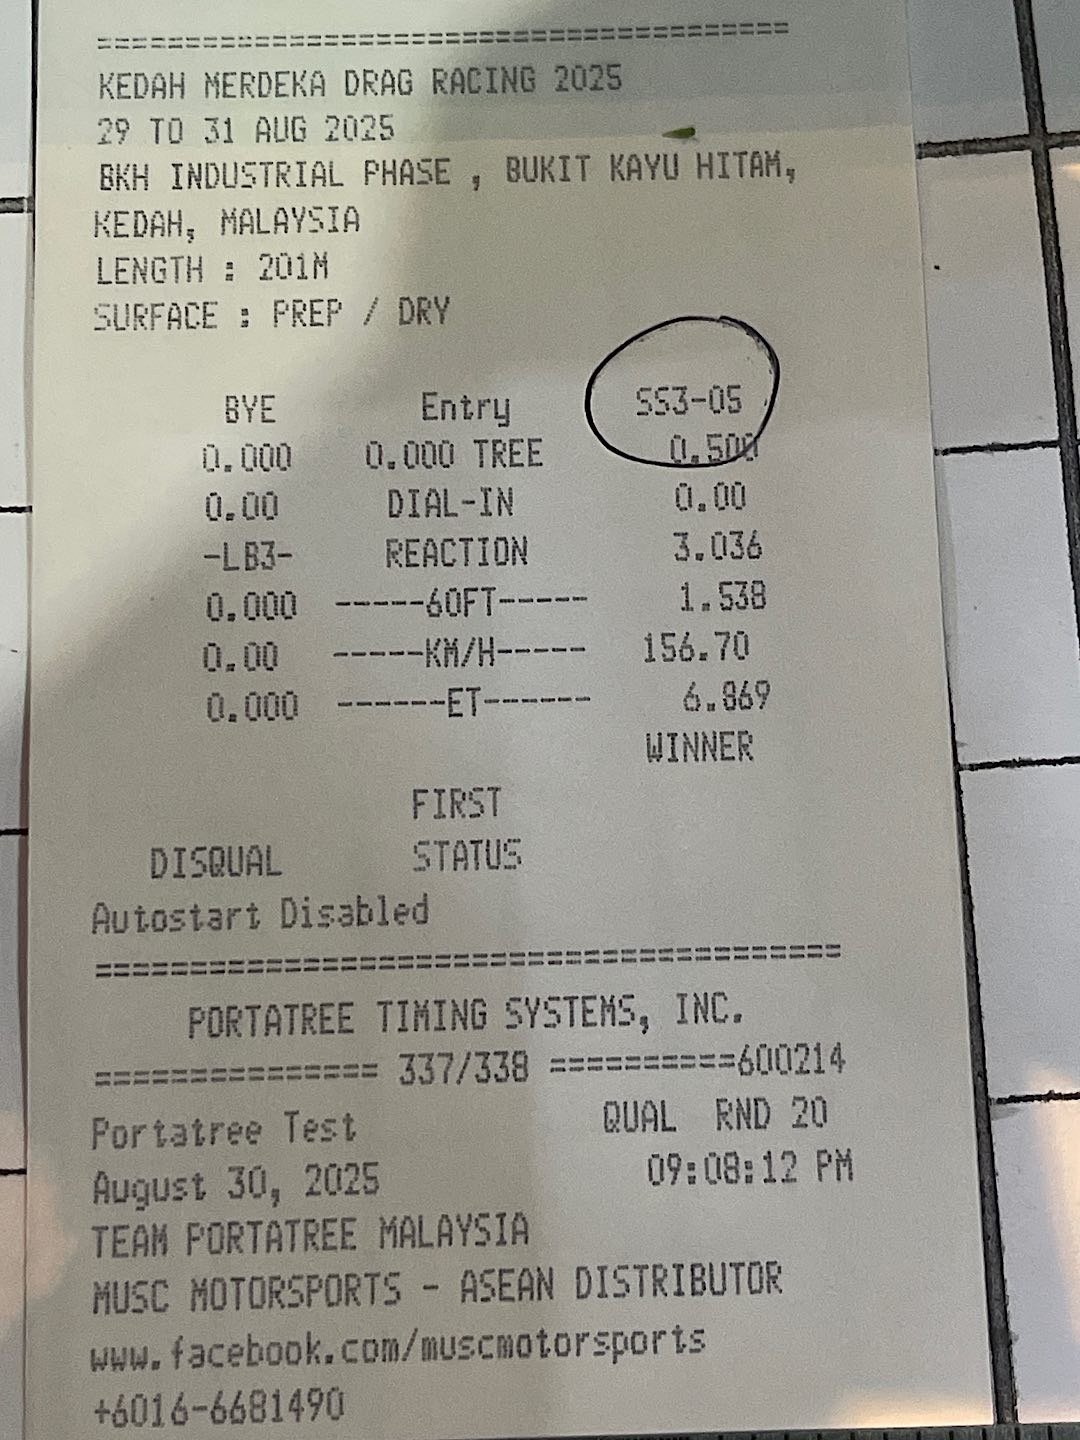 ========================================
KEDAH MERDEKA DRAG RACING 2025
29 TO 31 AUG 2025
BKH INDUSTRIAL PHASE , BUKIT KAYU HITAM,
KEDAH, MALAYSIA
LENGTH : 201M
SURFACE : PREP / DRY
BYE Entry SS3-05
0.000 0.000 TREE 0.500
0.00 DIAL-IN 0.00
-LB3- REACTION 3.036
0.000 -----60FT----- 1.538
0.00 -----KM/H----- 156.70
0.000 ------ET------ 6.869
WINNER
FIRST
DISQUAL STATUS
Autostart Disabled
========================================
PORTATREE TIMING SYSTEMS, INC.
=============== 337/338 ==========600214
Portatree Test QUAL RND 20
August 30, 2025 09:08:12 PM
TEAM PORTATREE MALAYSIA
MUSC MOTORSPORTS - ASEAN DISTRIBUTOR
www.facebook.com/muscmotorsports
+6016-6681490